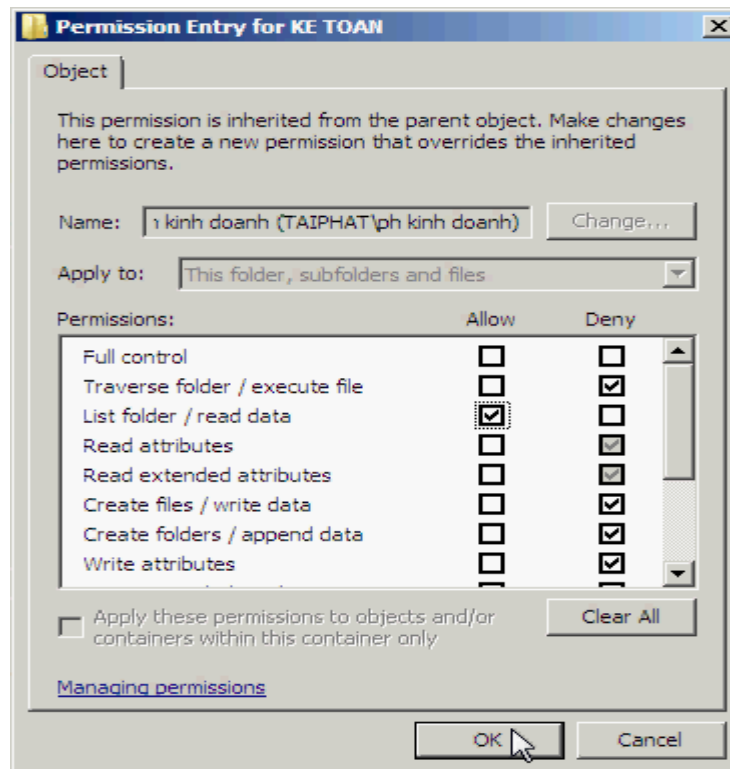 Permission Entry for KE TOAN
Object
This permission is inherited from the parent object. Make changes
here to create a new permission that overrides the inherited
permissions.
Name: kinh doanh (TAIPHAT\ph kinh doanh) Change...
Apply to: This folder, subfolders and files
Permissions: Allow Deny
Full control
Traverse folder / execute file
List folder / read data
Read attributes
Read extended attributes
Create files / write data
Create folders / append data
Write attributes
Apply these permissions to objects and/or
containers within this container only
Clear All
Managing permissions
OK Cancel